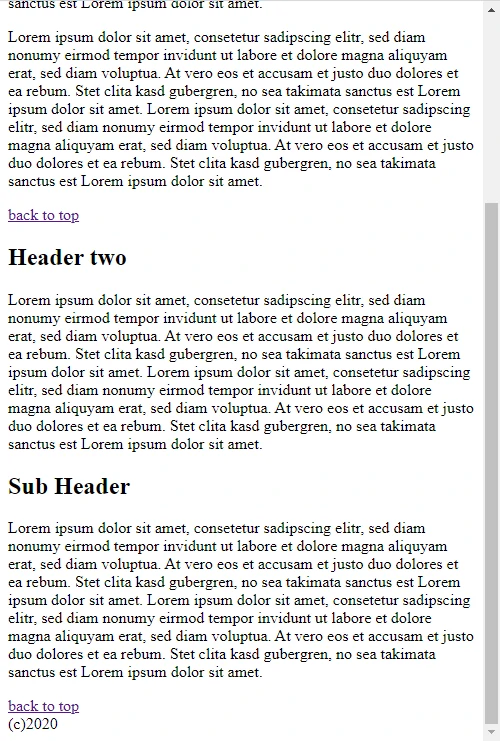 sanctus est Lorem ipsum dolor sit amet.
Lorem ipsum dolor sit amet, consetetur sadipscing elitr, sed diam
nonumy eirmod tempor invidunt ut labore et dolore magna aliquyam
erat, sed diam voluptua. At vero eos et accusam et justo duo dolores et
ea rebum. Stet clita kasd gubergren, no sea takimata sanctus est Lorem
ipsum dolor sit amet. Lorem ipsum dolor sit amet, consetetur sadipscing
elitr, sed diam nonumy eirmod tempor invidunt ut labore et dolore
magna aliquyam erat, sed diam voluptua. At vero eos et accusam et justo
duo dolores et ea rebum. Stet clita kasd gubergren, no sea takimata
sanctus est Lorem ipsum dolor sit amet.
back to top
Header two
Lorem ipsum dolor sit amet, consetetur sadipscing elitr, sed diam
nonumy eirmod tempor invidunt ut labore et dolore magna aliquyam
erat, sed diam voluptua. At vero eos et accusam et justo duo dolores et
ea rebum. Stet clita kasd gubergren, no sea takimata sanctus est Lorem
ipsum dolor sit amet. Lorem ipsum dolor sit amet, consetetur sadipscing
elitr, sed diam nonumy eirmod tempor invidunt ut labore et dolore
magna aliquyam erat, sed diam voluptua. At vero eos et accusam et justo
duo dolores et ea rebum. Stet clita kasd gubergren, no sea takimata
sanctus est Lorem ipsum dolor sit amet.
Sub Header
Lorem ipsum dolor sit amet, consetetur sadipscing elitr, sed diam
nonumy eirmod tempor invidunt ut labore et dolore magna aliquyam
erat, sed diam voluptua. At vero eos et accusam et justo duo dolores et
ea rebum. Stet clita kasd gubergren, no sea takimata sanctus est Lorem
ipsum dolor sit amet. Lorem ipsum dolor sit amet, consetetur sadipscing
elitr, sed diam nonumy eirmod tempor invidunt ut labore et dolore
magna aliquyam erat, sed diam voluptua. At vero eos et accusam et justo
duo dolores et ea rebum. Stet clita kasd gubergren, no sea takimata
sanctus est Lorem ipsum dolor sit amet.
back to top
(c)2020